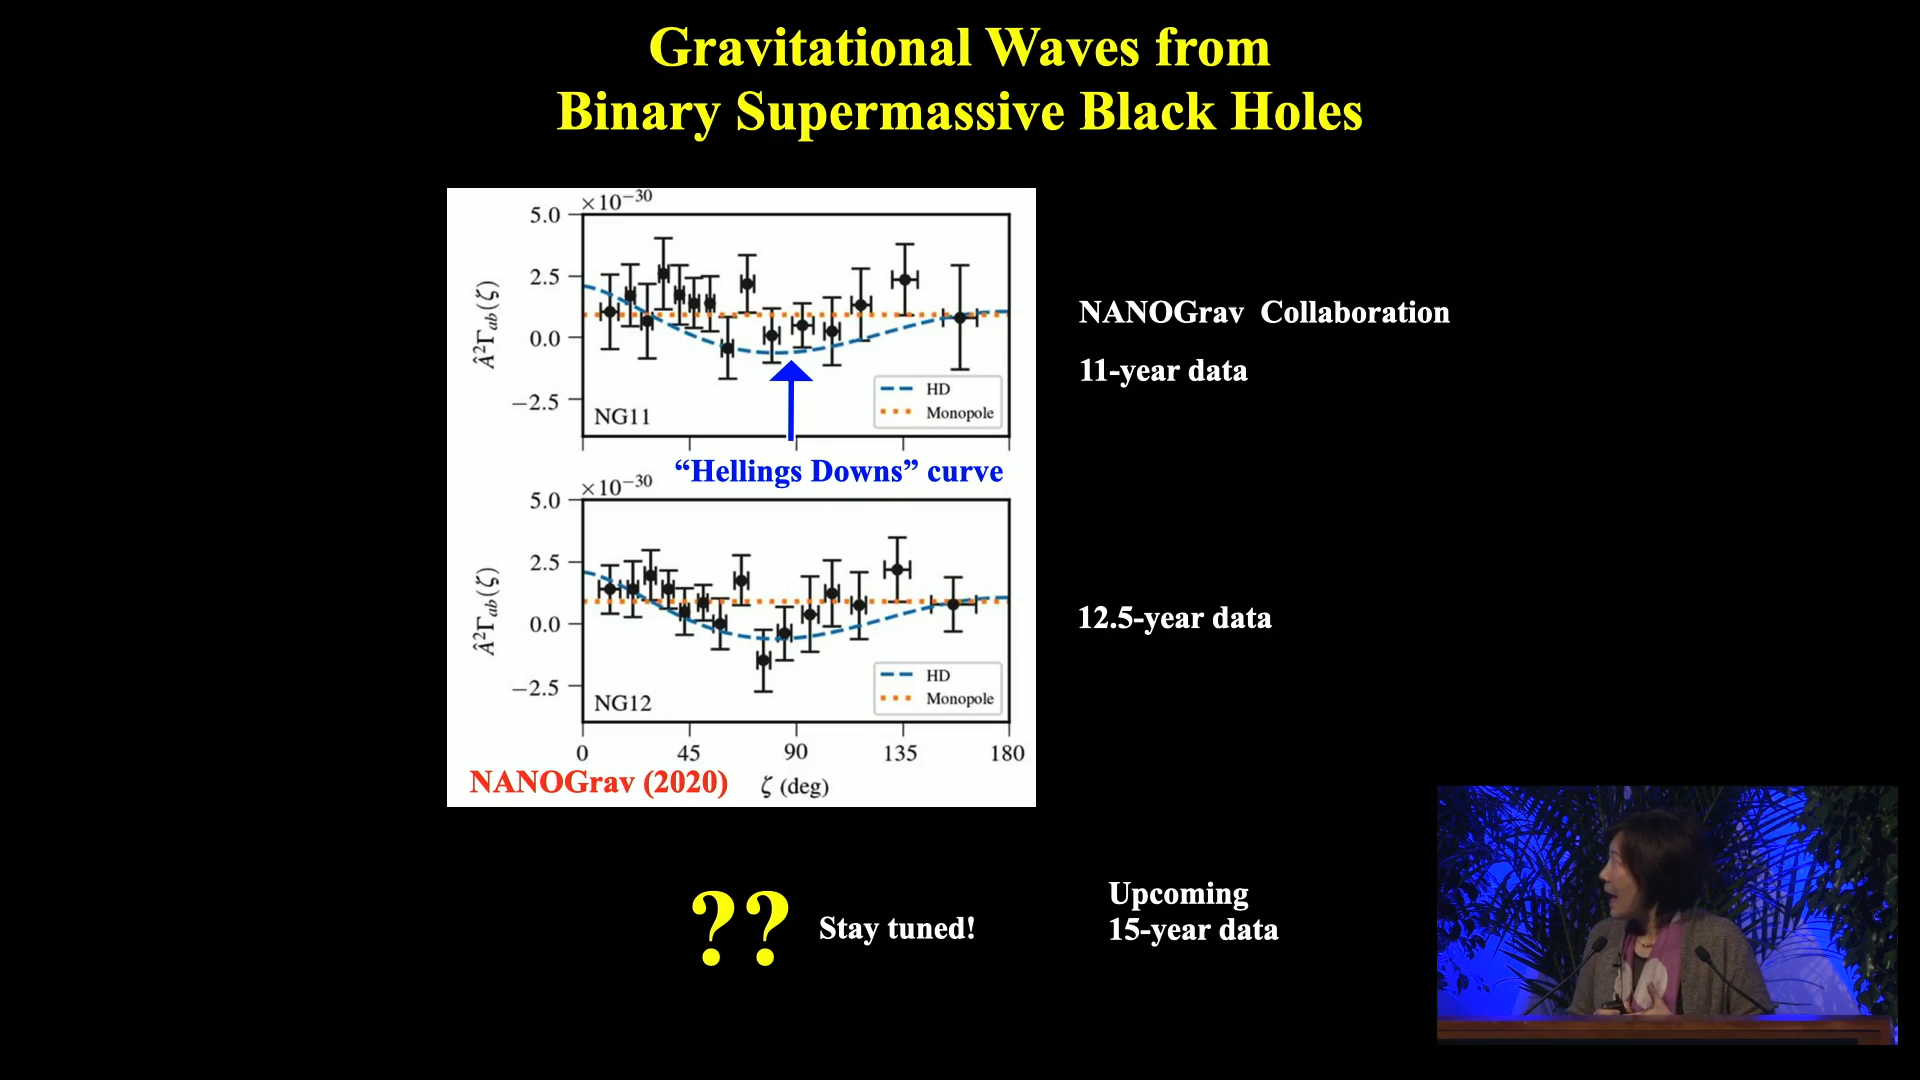 Gravitational Waves from
Binary Supermassive Black Holes
×10−30
5.0
2.5
0.0
−2.5
Â²Γab(ζ)
NG11
HD
Monopole
NANOGrav Collaboration
11-year data
“Hellings Downs” curve
×10−30
5.0
2.5
0.0
−2.5
Â²Γab(ζ)
NG12
HD
Monopole
12.5-year data
0 45 90 135 180
NANOGrav (2020)
ζ (deg)
?? Stay tuned!
Upcoming
15-year data